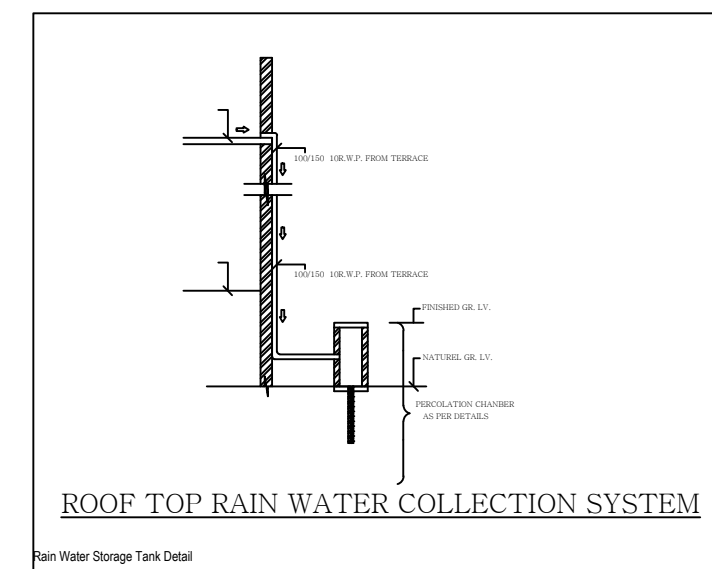 100/150 10R.W.P. FROM TERRACE
100/150 10R.W.P. FROM TERRACE
FINISHED GR. LV.
NATUREL GR. LV.
PERCOLATION CHANBER
AS PER DETAILS
ROOF TOP RAIN WATER COLLECTION SYSTEM
Rain Water Storage Tank Detail